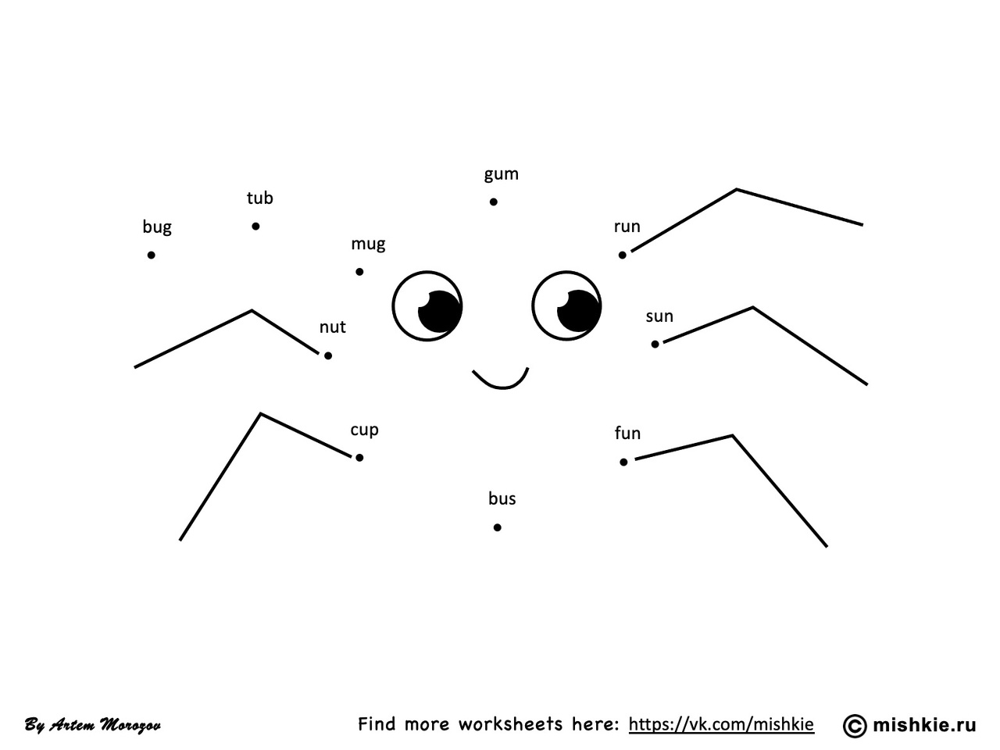 gum
tub
bug
run
mug
sun
nut
cup
fun
bus
By Artem Morozov
Find more worksheets here: https://vk.com/mishkie
© mishkie.ru